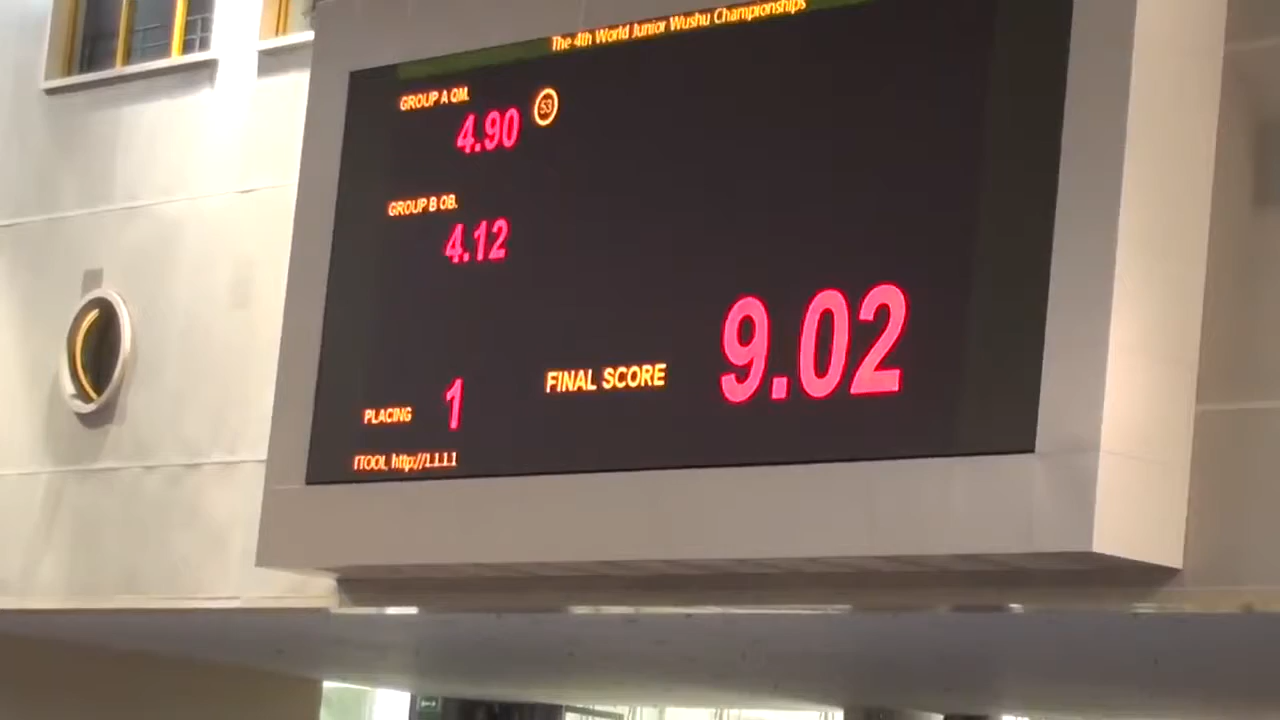 The 4th World Junior Wushu Championships
GROUP A QM.
53
4.90
GROUP B OB.
4.12
FINAL SCORE 9.02
PLACING 1
ITOOL, http://1.1.1.1